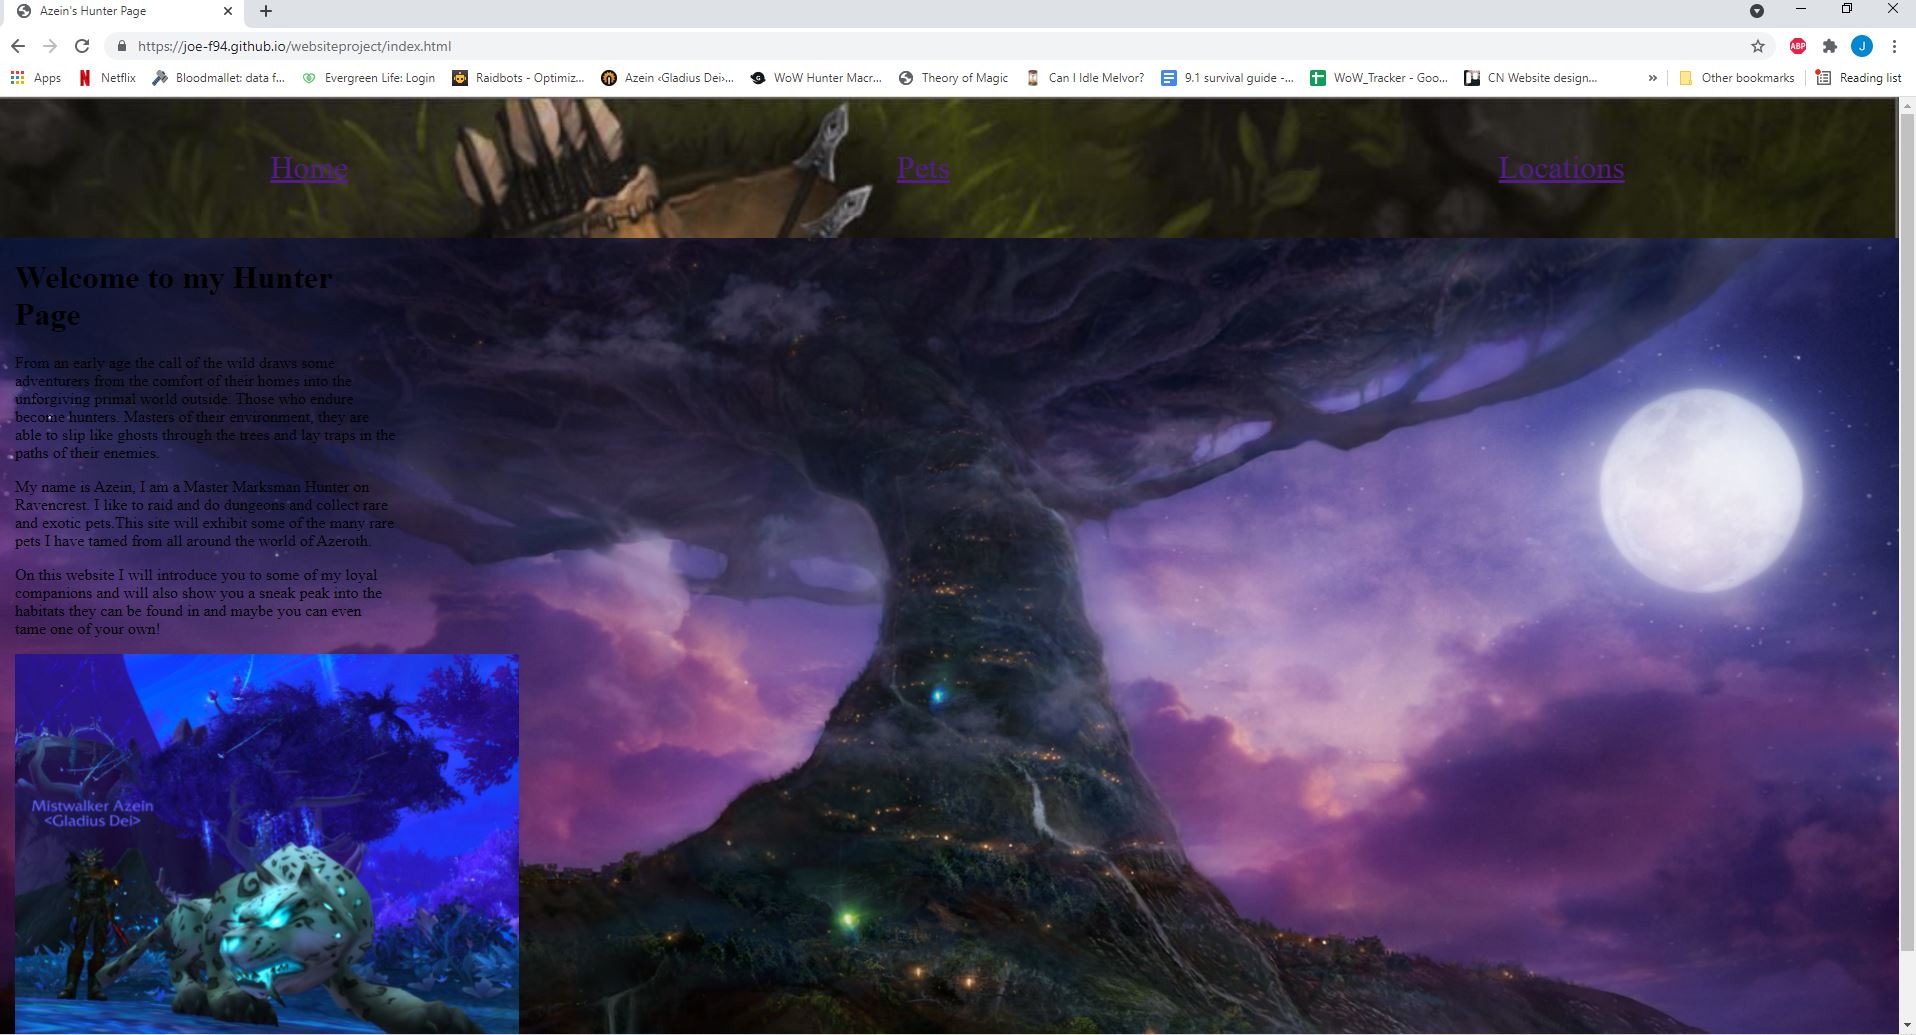 Azein's Hunter Page
https://joe-f94.github.io/websiteproject/index.html
ABP
J
Apps Netflix Bloodmallet: data f... Evergreen Life: Login Raidbots - Optimiz... Azein ‹Gladius Dei›... WoW Hunter Macr... Theory of Magic Can I Idle Melvor? 9.1 survival guide -... WoW_Tracker - Goo... CN Website design... » Other bookmarks Reading list
Home Pets Locations
Welcome to my Hunter
Page
From an early age the call of the wild draws some
adventurers from the comfort of their homes into the
unforgiving primal world outside. Those who endure
become hunters. Masters of their environment, they are
able to slip like ghosts through the trees and lay traps in the
paths of their enemies.
My name is Azein, I am a Master Marksman Hunter on
Ravencrest. I like to raid and do dungeons and collect rare
and exotic pets.This site will exhibit some of the many rare
pets I have tamed from all around the world of Azeroth.
On this website I will introduce you to some of my loyal
companions and will also show you a sneak peak into the
habitats they can be found in and maybe you can even
tame one of your own!
Mistwalker Azein
<Gladius Dei>